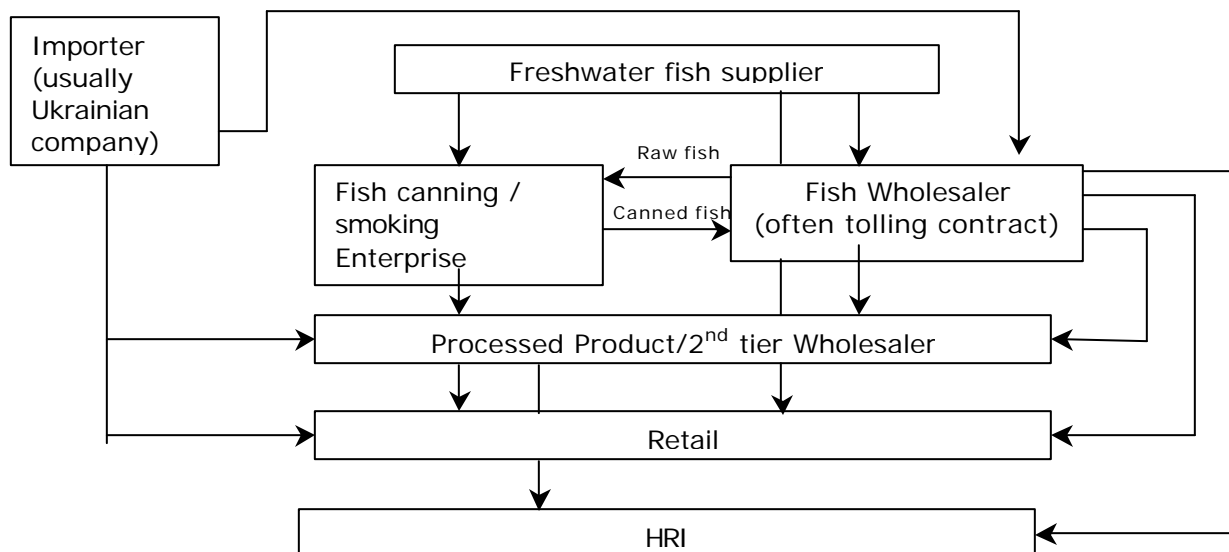 Importer
(usually
Ukrainian
company)
Freshwater fish supplier
Raw fish
Fish canning /
smoking
Enterprise
Canned fish
Fish Wholesaler
(often tolling contract)
Processed Product/2nd tier Wholesaler
Retail
HRI